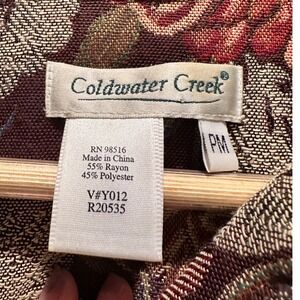 Coldwater Creek®
PM
RN 98516
Made in China
55% Rayon
45% Polyester
V#Y012
R20535